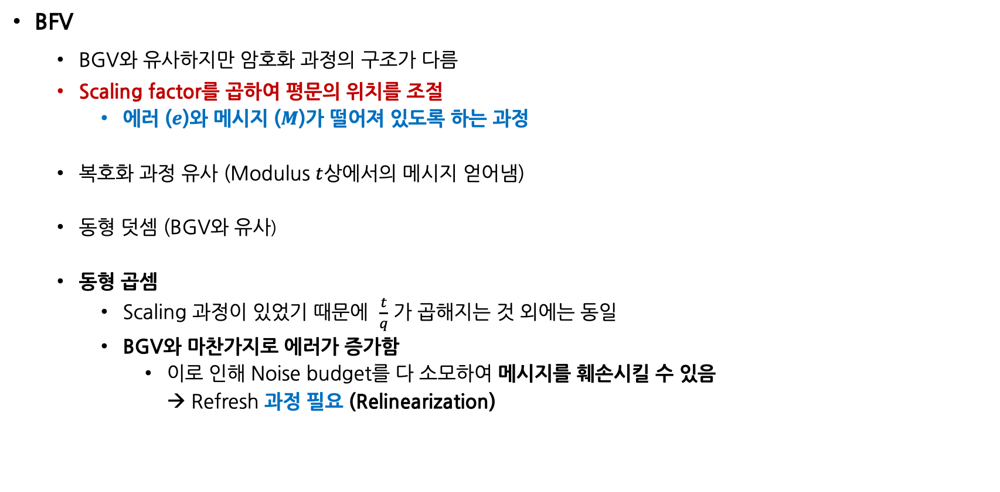 • BFV
• BGV와 유사하지만 암호화 과정의 구조가 다름
• Scaling factor를 곱하여 평문의 위치를 조절
• 에러 (e)와 메시지 (M)가 떨어져 있도록 하는 과정
• 복호화 과정 유사 (Modulus t상에서의 메시지 얻어냄)
• 동형 덧셈 (BGV와 유사)
• 동형 곱셈
• Scaling 과정이 있었기 때문에 t/q 가 곱해지는 것 외에는 동일
• BGV와 마찬가지로 에러가 증가함
• 이로 인해 Noise budget를 다 소모하여 메시지를 훼손시킬 수 있음
→ Refresh 과정 필요 (Relinearization)